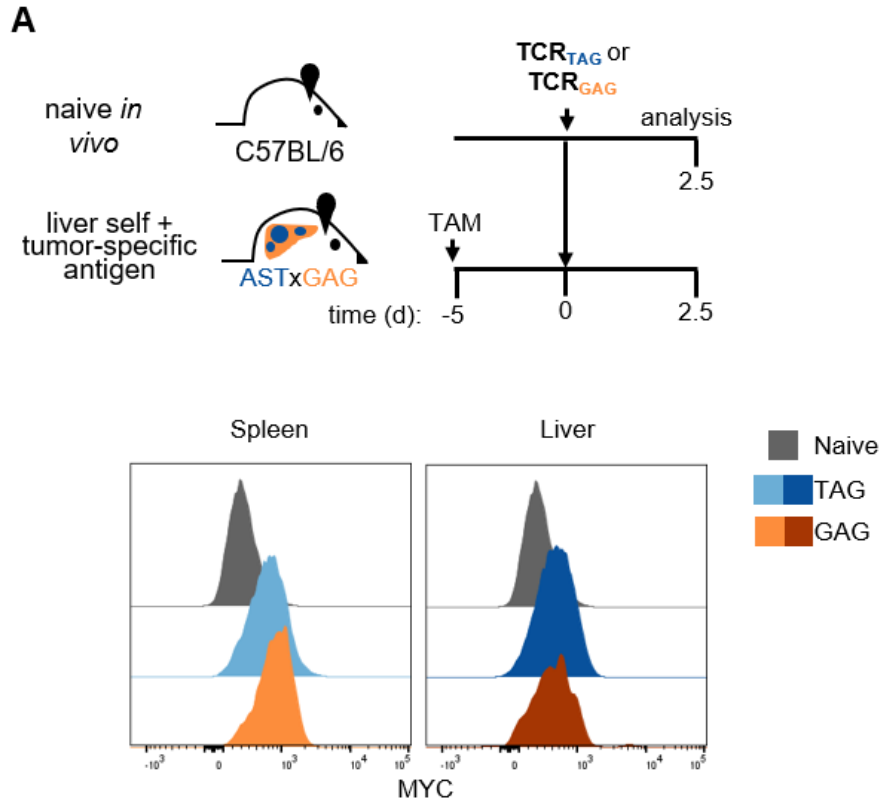 A
naive in
vivo
C57BL/6
TCRTAG or
TCRGAG
analysis
2.5
liver self +
tumor-specific
antigen
ASTxGAG
TAM
time (d): -5 0 2.5
Spleen
Liver
Naive
TAG
GAG
-10³ 0 10³ 10⁴ 10⁵
-10³ 0 10³ 10⁴ 10⁵
MYC